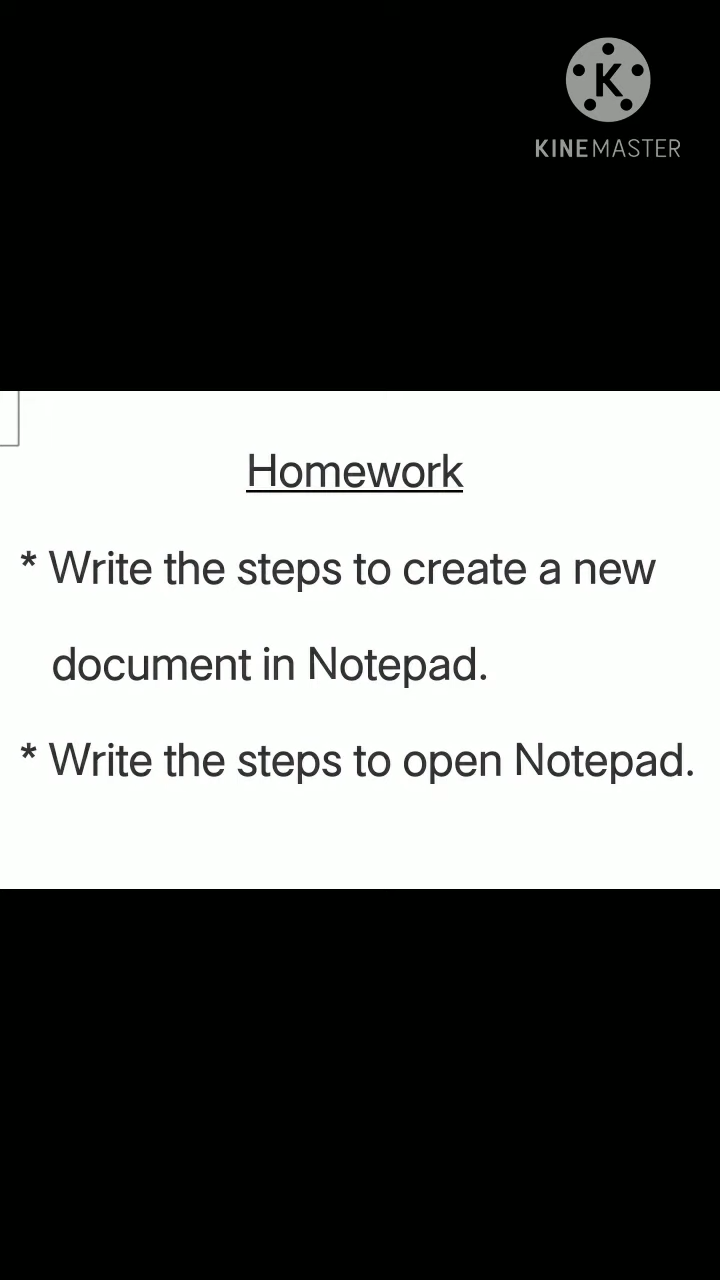 K
KINEMASTER
Homework
* Write the steps to create a new
document in Notepad.
* Write the steps to open Notepad.